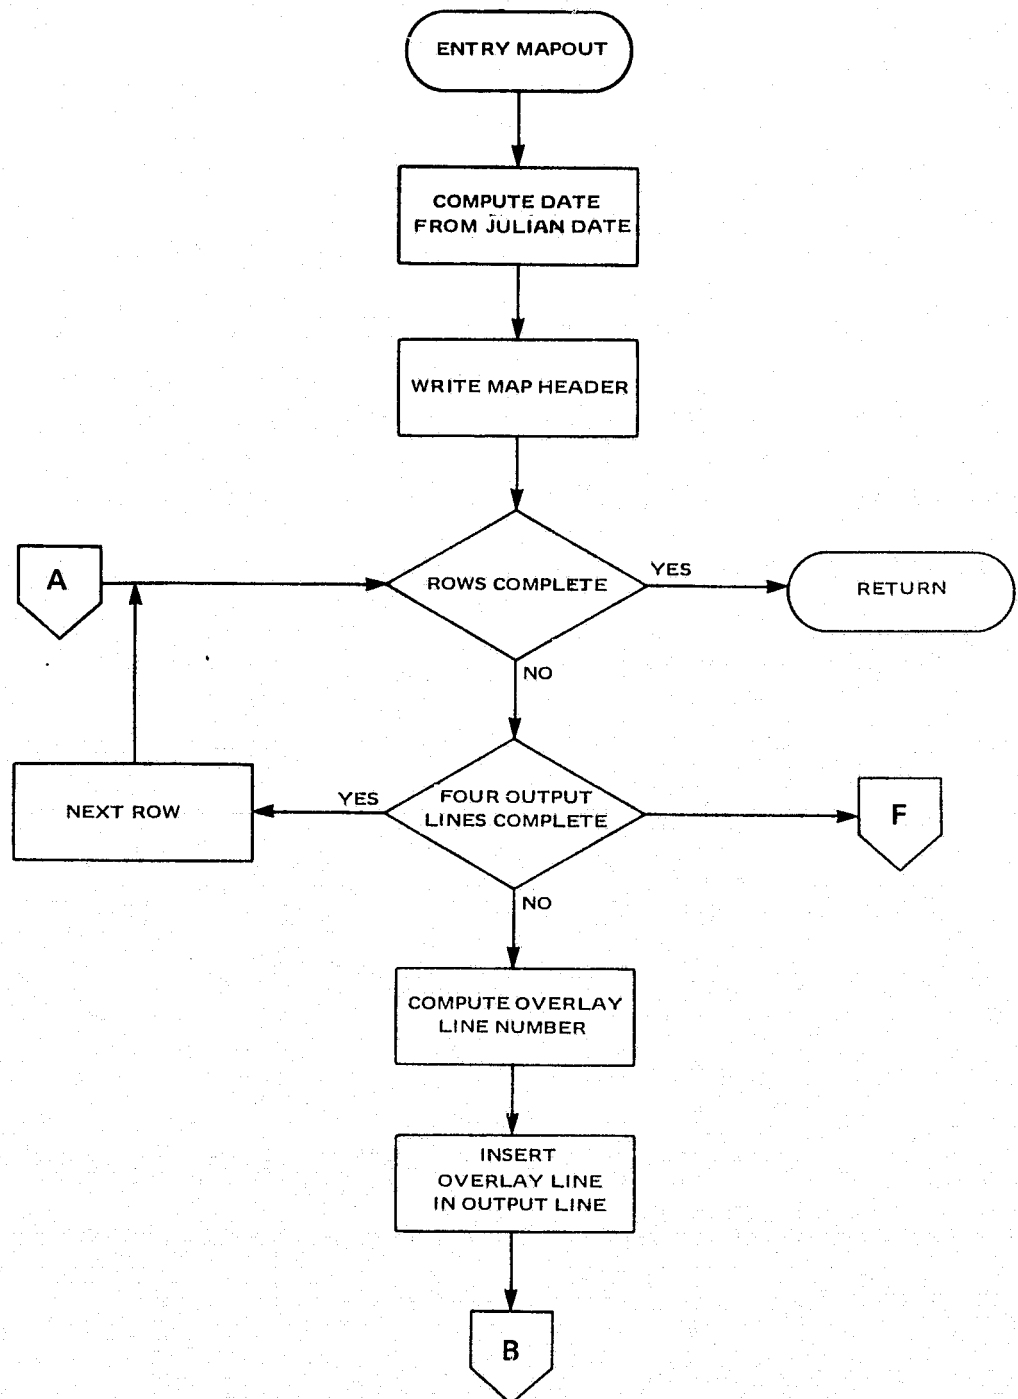 ENTRY MAPOUT
COMPUTE DATE
FROM JULIAN DATE
WRITE MAP HEADER
A
ROWS COMPLETE
YES
RETURN
NO
NEXT ROW
YES
FOUR OUTPUT
LINES COMPLETE
F
NO
COMPUTE OVERLAY
LINE NUMBER
INSERT
OVERLAY LINE
IN OUTPUT LINE
B